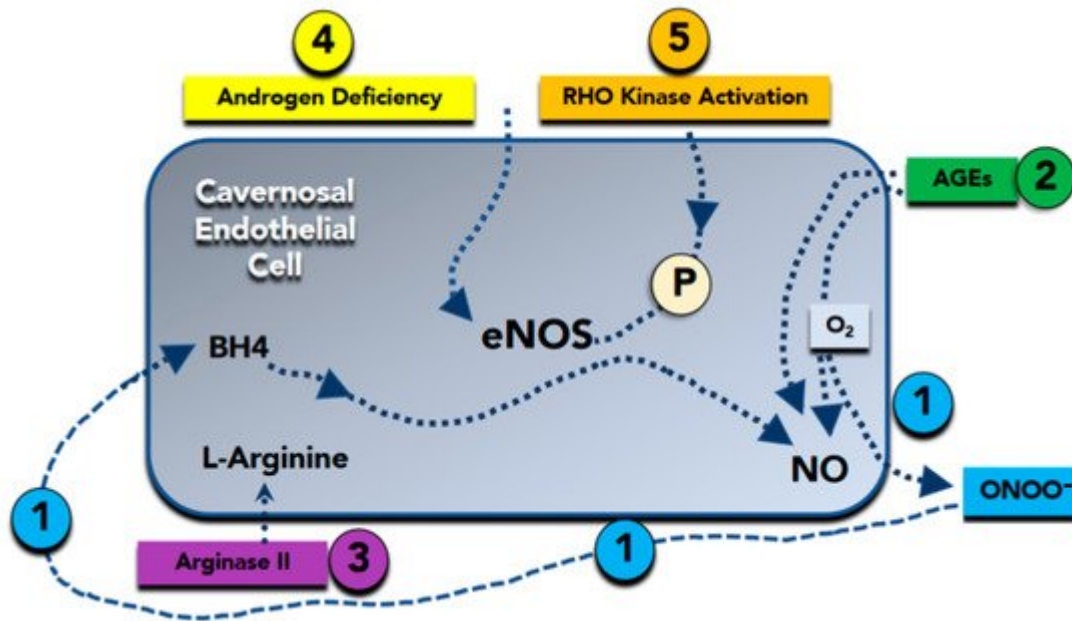 4
5
Androgen Deficiency
RHO Kinase Activation
AGEs
2
Cavernosal
Endothelial
Cell
P
O₂
eNOS
BH4
1
L-Arginine
NO
ONOO⁻
1
1
Arginase II
3